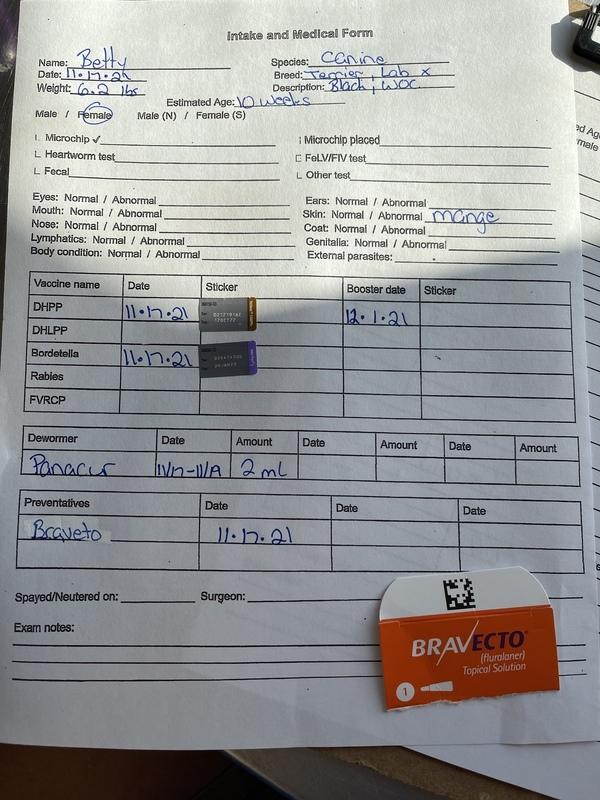 Intake and Medical Form
Name: Betty Species: Canine
Date: 11.17.21 Breed: Terrier, Lab x
Weight: 6.2 lbs Description: Black, WOC
Estimated Age: 10 weeks
Male / Female Male (N) / Female (S)
Microchip ✓ Microchip placed
Heartworm test FeLV/FIV test
Fecal Other test
Eyes: Normal / Abnormal Ears: Normal / Abnormal
Mouth: Normal / Abnormal Skin: Normal / Abnormal mange
Nose: Normal / Abnormal Coat: Normal / Abnormal
Lymphatics: Normal / Abnormal Genitalia: Normal / Abnormal
Body condition: Normal / Abnormal External parasites:
Vaccine name Date Sticker Booster date Sticker
DHPP 11.17.21 12.1.21
DHLPP
Bordetella 11.17.21
Rabies
FVRCP
Dewormer Date Amount Date Amount Date Amount
Panacur 2 mL
Preventatives Date Date Date
Braveto 11.17.21
Spayed/Neutered on: Surgeon:
Exam notes:
BRAVECTO
(fluralaner)
Topical Solution
1